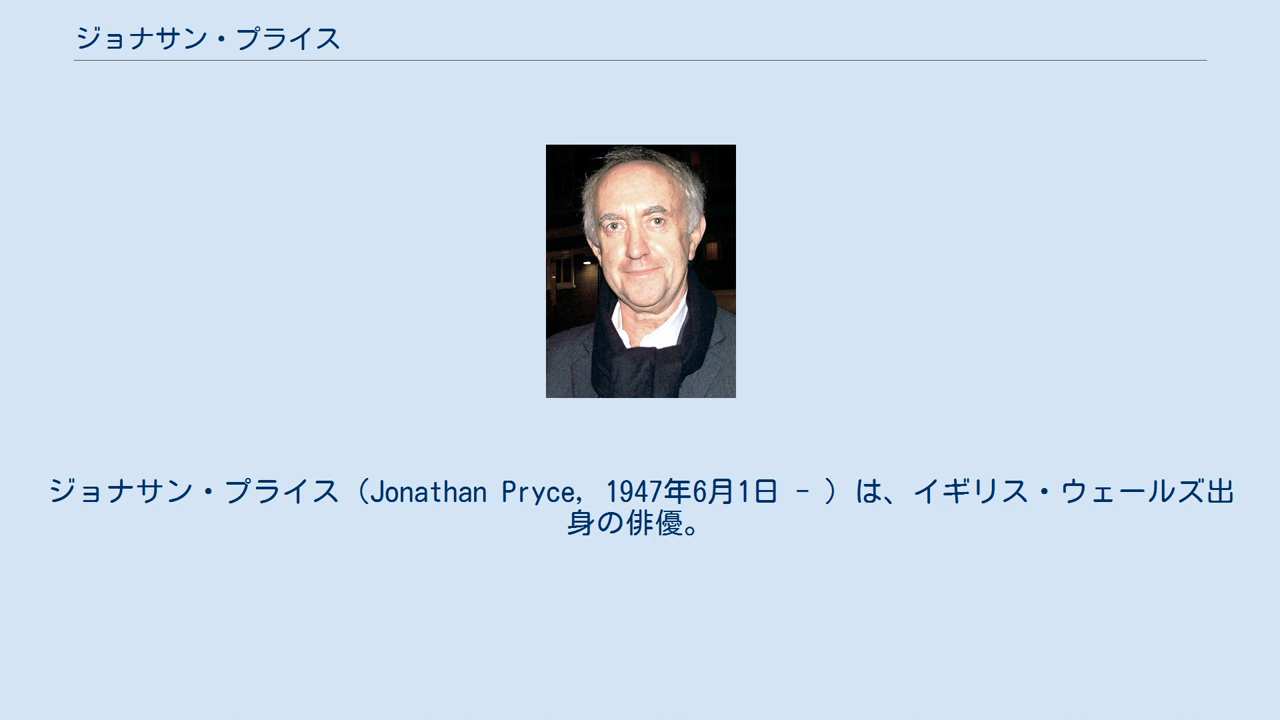 ジョナサン・プライス
ジョナサン・プライス（Jonathan Pryce, 1947年6月1日 - ）は、イギリス・ウェールズ出
身の俳優。